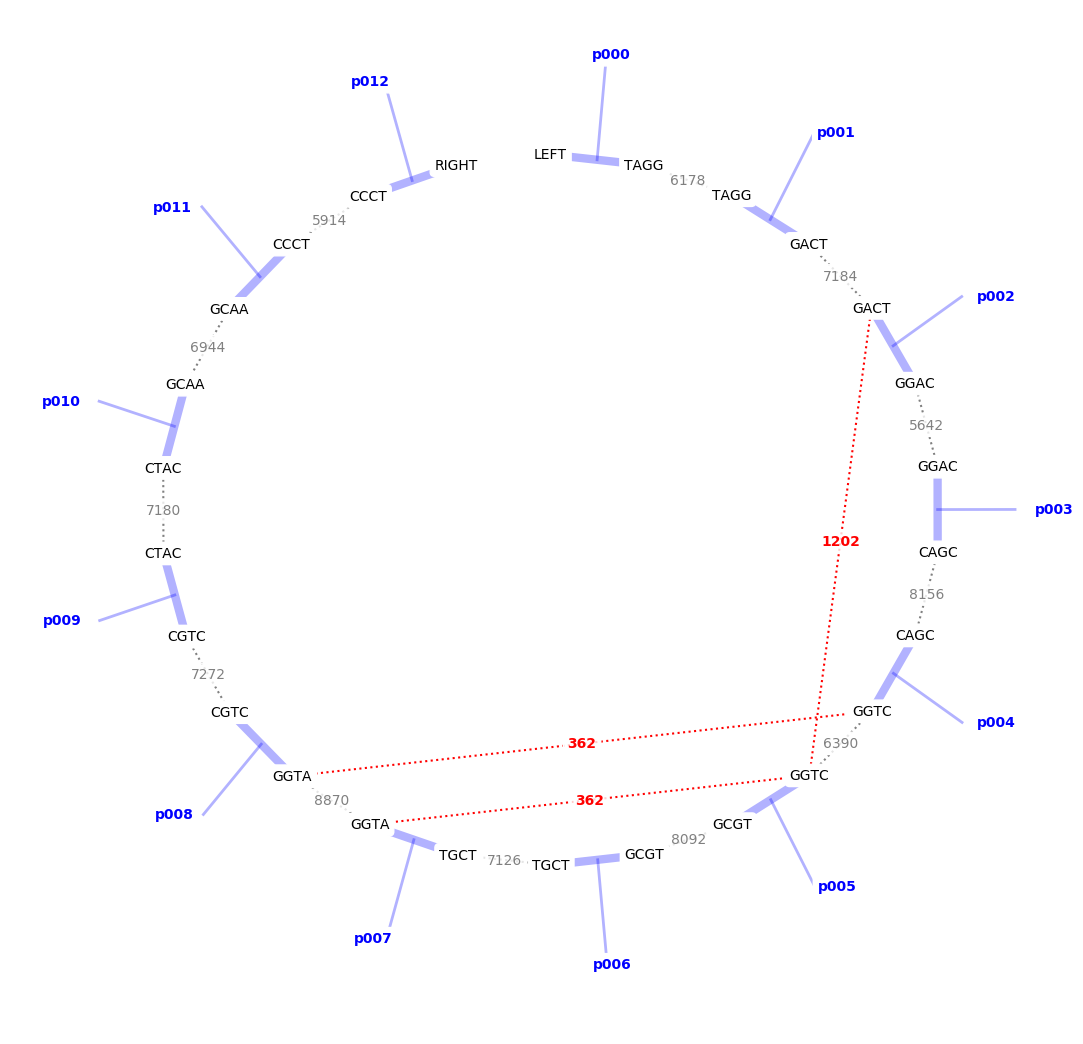 p000
p012
p001
LEFT
RIGHT
TAGG
6178
TAGG
CCCT
p011
5914
CCCT
GACT
7184
p002
GCAA
GACT
6944
GCAA
GGAC
p010
5642
CTAC
GGAC
7180
p003
1202
CTAC
CAGC
8156
p009
CGTC
CAGC
7272
CGTC
GGTC
p004
362
6390
GGTA
GGTC
8870
362
p008
GGTA
GCGT
8092
TGCT
7126
TGCT
GCGT
p005
p007
p006